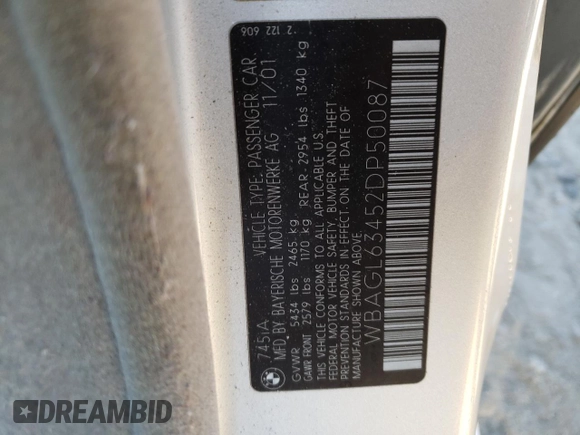 745iA VEHICLE TYPE: PASSENGER CAR 2 122 606
MFD BY BAYERISCHE MOTORENWERKE AG 11/01
GVWR 5434 lbs 2465 kg
GAWR FRONT 2579 lbs 1170 kg REAR-2954 lbs 1340 kg
THIS VEHICLE CONFORMS TO ALL APPLICABLE U.S.
FEDERAL MOTOR VEHICLE SAFETY, BUMPER AND THEFT
PREVENTION STANDARDS IN EFFECT ON THE DATE OF
MANUFACTURE SHOWN ABOVE.
WBAGL63452DP50087
DREAMBID